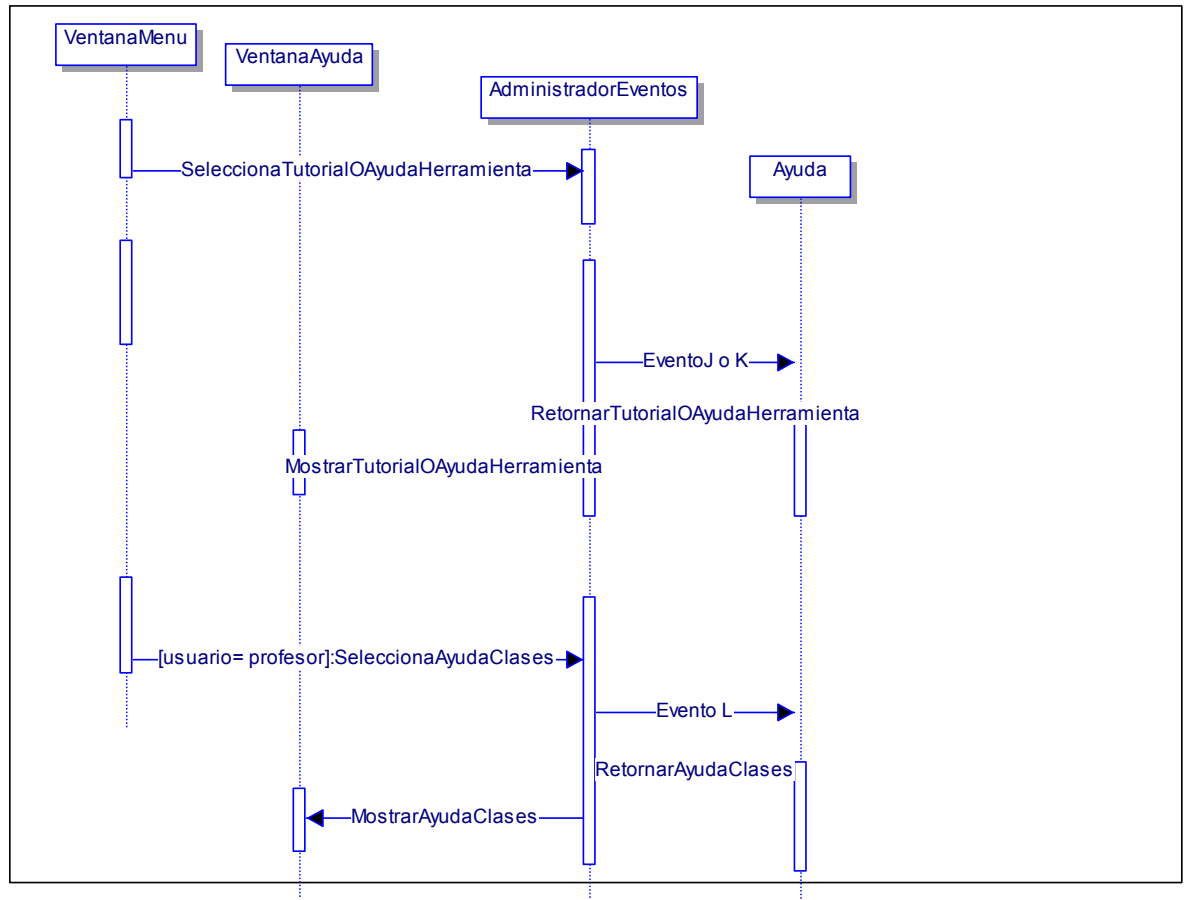 VentanaMenu
VentanaAyuda
AdministradorEventos
Ayuda
SeleccionaTutorialOAyudaHerramienta
EventoJ o K
RetornarTutorialOAyudaHerramienta
MostrarTutorialOAyudaHerramienta
[usuario= profesor]:SeleccionaAyudaClases
Evento L
RetornarAyudaClases
MostrarAyudaClases